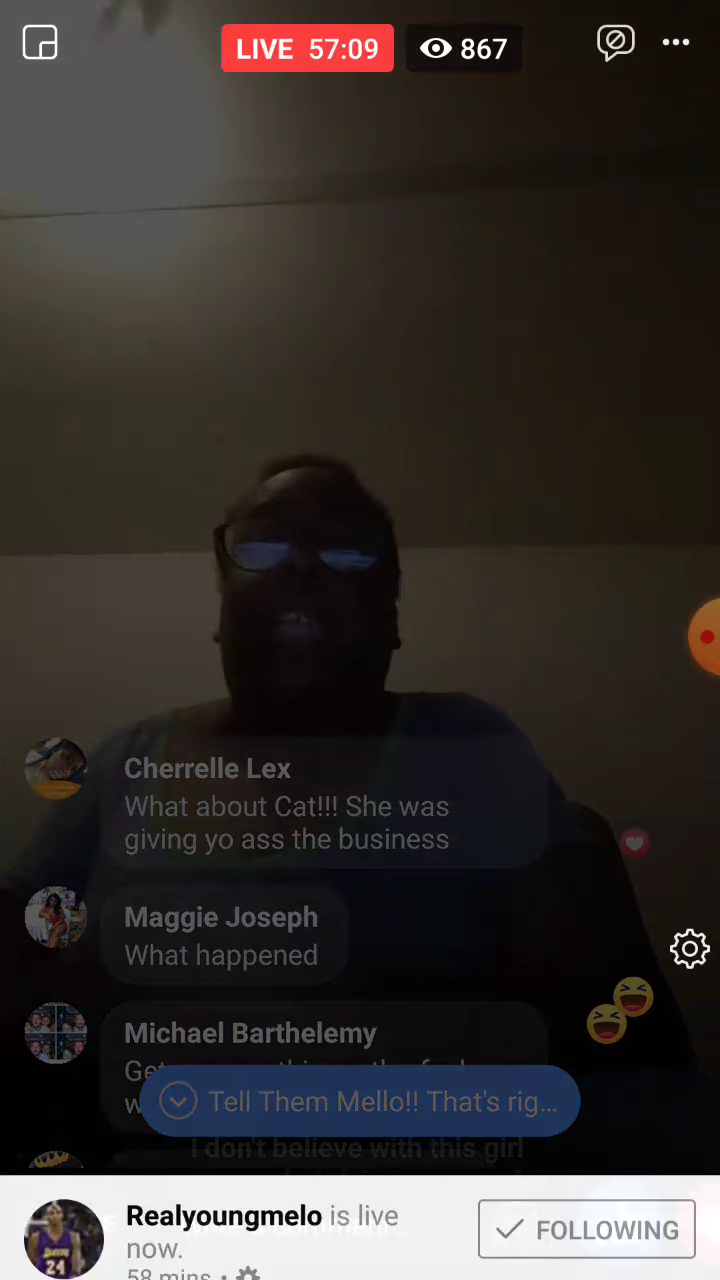 LIVE 57:09 867
Cherrelle Lex
What about Cat!!! She was
giving yo ass the business
Maggie Joseph
What happened
Michael Barthelemy
Tell Them Mello!! That's rig...
I don't believe with this girl
Realyoungmelo is live
now.
FOLLOWING
58 mins
24